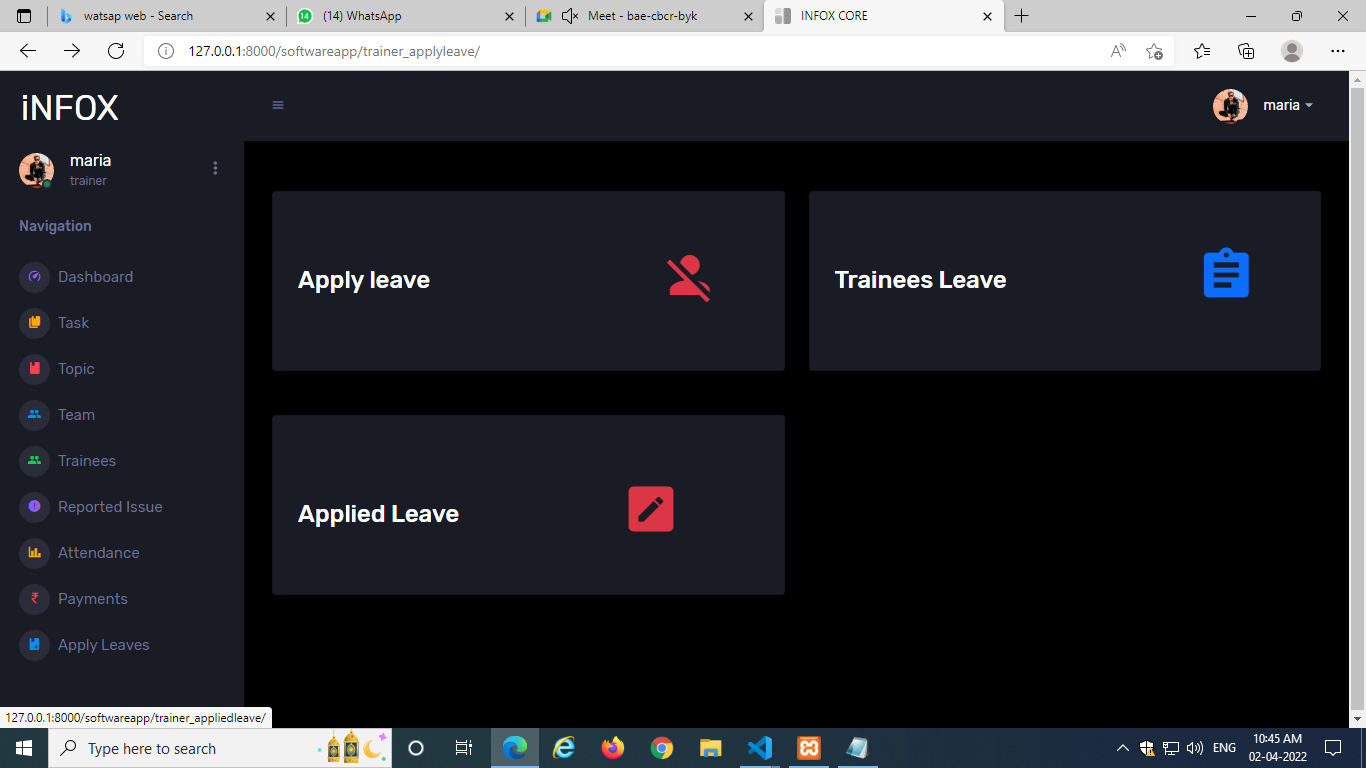 watsap web - Search
(14) WhatsApp
Meet - bae-cbcr-byk
INFOX CORE
127.0.0.1:8000/softwareapp/trainer_applyleave/
iNFOX
maria
maria
trainer
Navigation
Dashboard
Task
Topic
Team
Trainees
Reported Issue
Attendance
Payments
Apply Leaves
Apply leave
Trainees Leave
Applied Leave
127.0.0.1:8000/softwareapp/trainer_appliedleave/
Type here to search
ENG
10:45 AM
02-04-2022